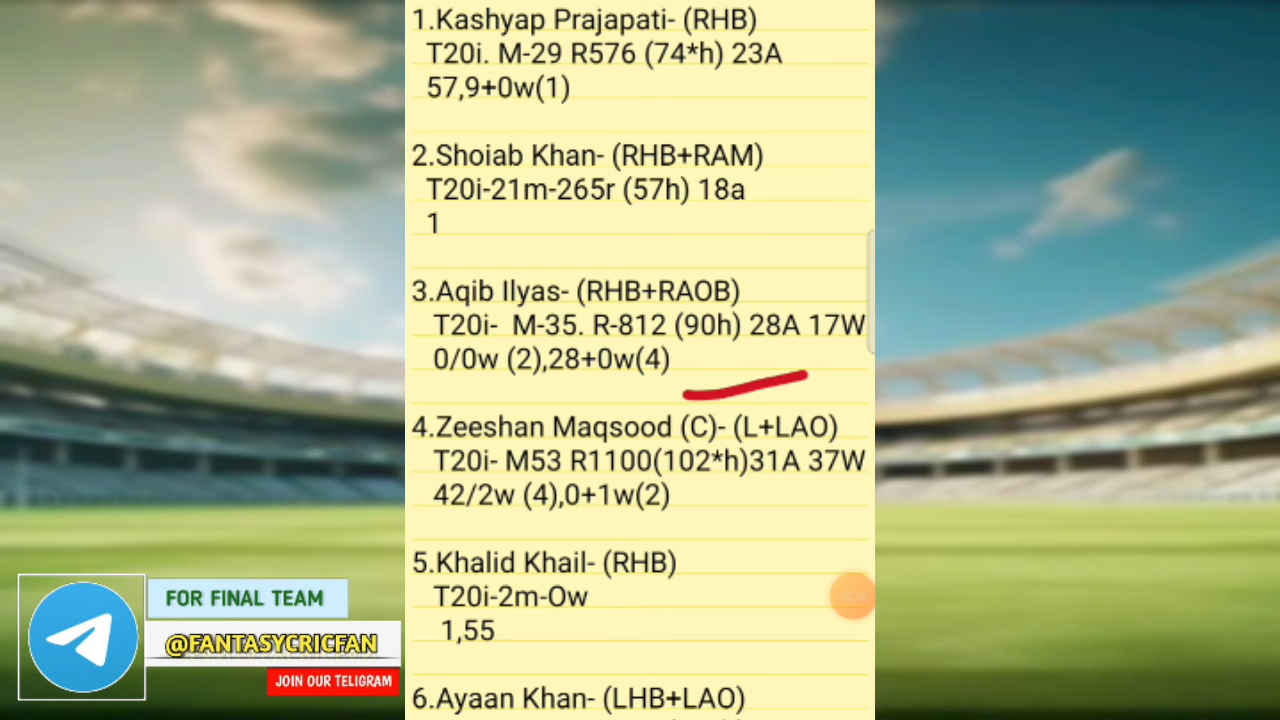 1.Kashyap Prajapati- (RHB)
T20i. M-29 R576 (74*h) 23A
57,9+0w(1)
2.Shoiab Khan- (RHB+RAM)
T20i-21m-265r (57h) 18a
1
3.Aqib Ilyas- (RHB+RAOB)
T20i- M-35. R-812 (90h) 28A 17W
0/0w (2),28+0w(4)
4.Zeeshan Maqsood (C)- (L+LAO)
T20i- M53 R1100(102*h)31A 37W
42/2w (4),0+1w(2)
5.Khalid Khail- (RHB)
T20i-2m-Ow
1,55
6.Ayaan Khan- (LHB+LAO)
02:54
FOR FINAL TEAM
@FANTASYCRICFAN
JOIN OUR TELIGRAM